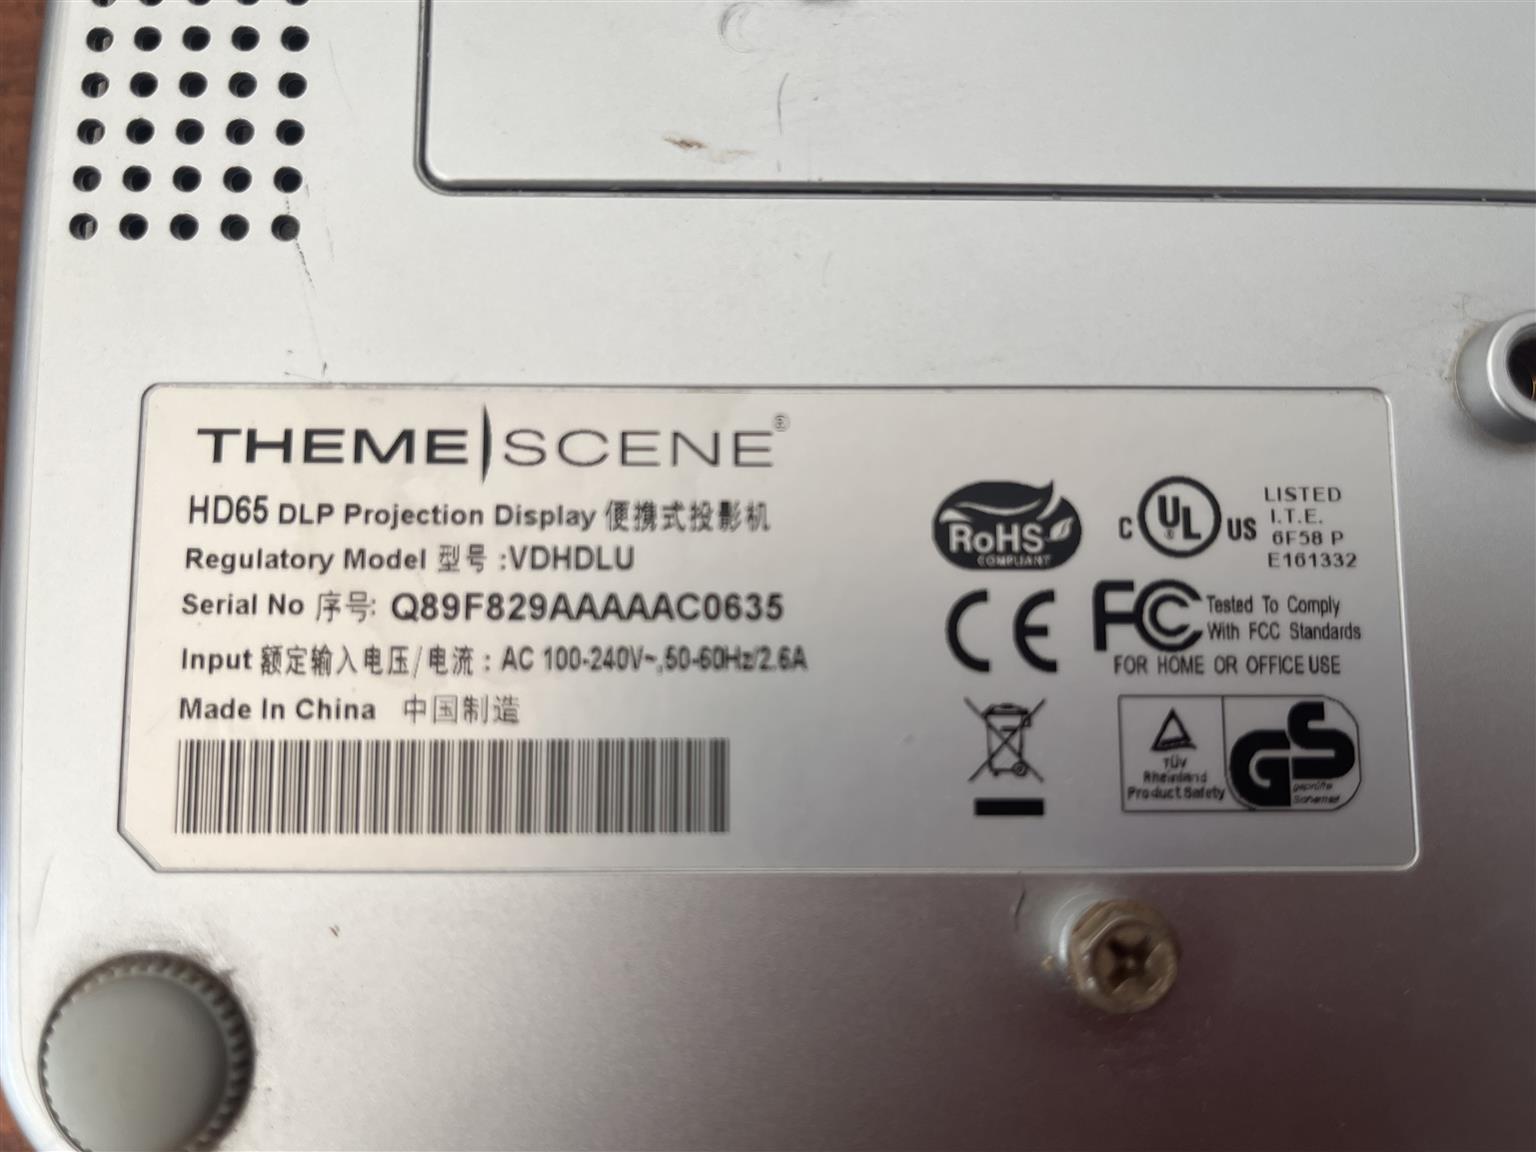 THEME|SCENE®
HD65 DLP Projection Display 便携式投影机
Regulatory Model 型号 :VDHDLU
Serial No 序号: Q89F829AAAAAC0635
Input 额定输入电压/电流 : AC 100-240V~,50-60Hz/2.6A
Made In China 中国制造
RoHS
COMPLIANT
C UL® US
LISTED
I.T.E.
6F58 P
E161332
CE
FC Tested To Comply
With FCC Standards
FOR HOME OR OFFICE USE
TÜV
Rheinland
Product Safety
GS
geprüfte
Sicherheit